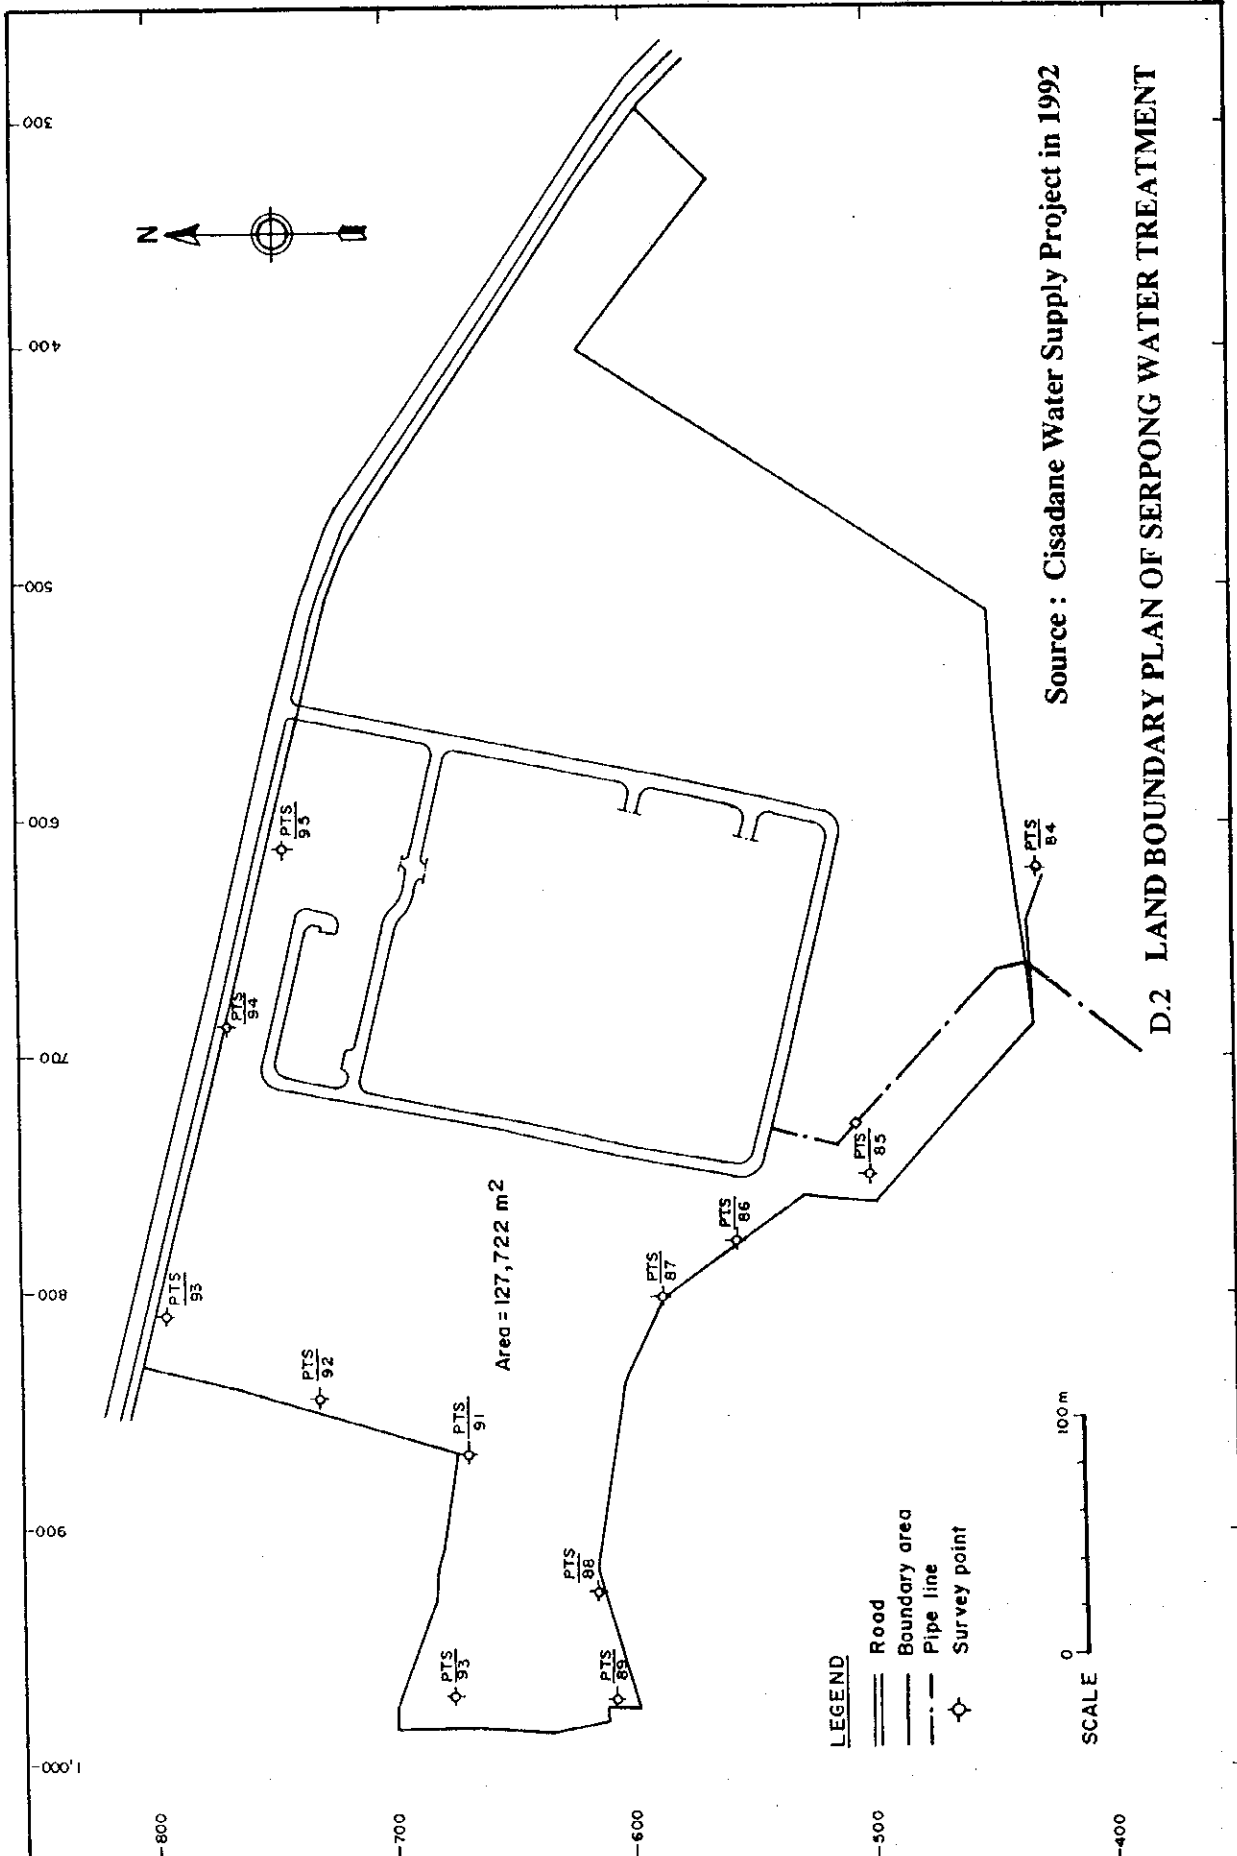 -1,000
-900
-800
-700
-600
-500
-400
-300
-800
-700
-600
-500
-400
N
PTS
93
PTS
94
PTS
95
PTS
92
PTS
91
PTS
93
PTS
88
PTS
89
PTS
87
PTS
86
PTS
85
PTS
84
Area = 127,722 m²
LEGEND
Road
Boundary area
Pipe line
Survey point
SCALE
0
100 m
Source : Cisadane Water Supply Project in 1992
D.2 LAND BOUNDARY PLAN OF SERPONG WATER TREATMENT